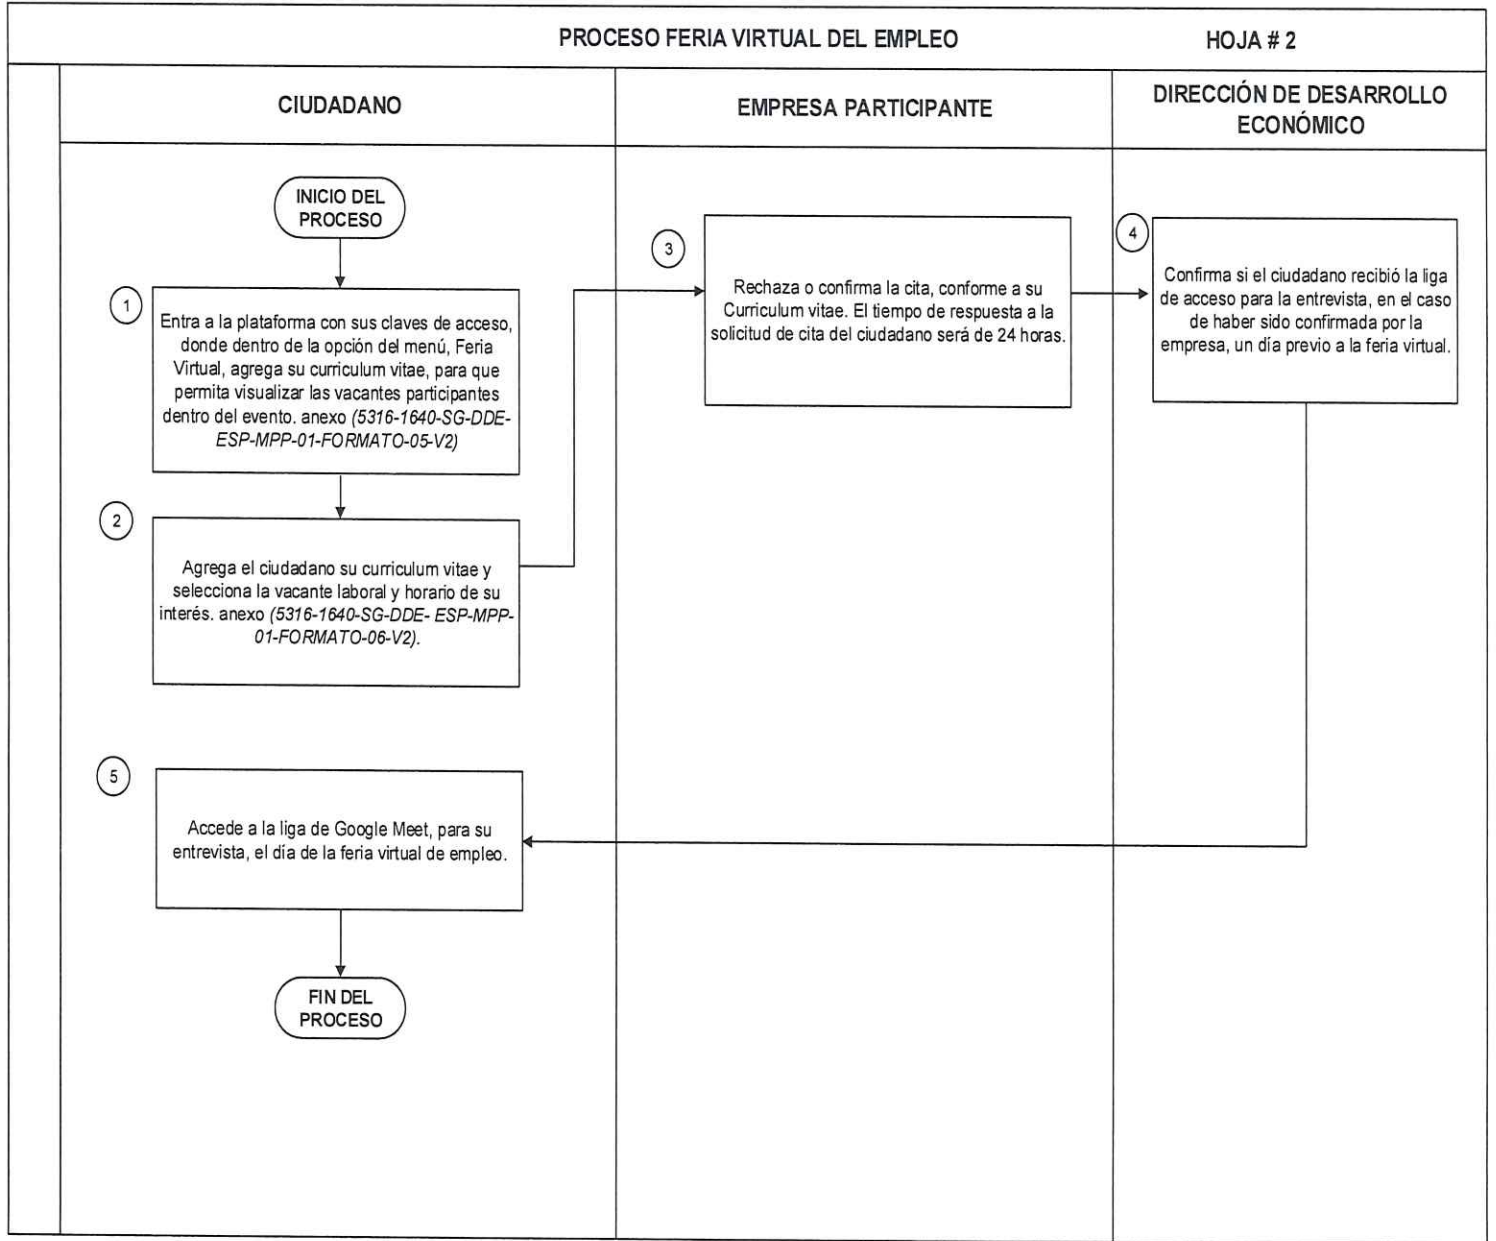 PROCESO FERIA VIRTUAL DEL EMPLEO HOJA # 2
CIUDADANO
EMPRESA PARTICIPANTE
DIRECCIÓN DE DESARROLLO
ECONÓMICO
INICIO DEL
PROCESO
1
Entra a la plataforma con sus claves de acceso,
donde dentro de la opción del menú, Feria
Virtual, agrega su curriculum vitae, para que
permita visualizar las vacantes participantes
dentro del evento. anexo (5316-1640-SG-DDE-
ESP-MPP-01-FORMATO-05-V2)
2
Agrega el ciudadano su curriculum vitae y
selecciona la vacante laboral y horario de su
interés. anexo (5316-1640-SG-DDE- ESP-MPP-
01-FORMATO-06-V2).
3
Rechaza o confirma la cita, conforme a su
Curriculum vitae. El tiempo de respuesta a la
solicitud de cita del ciudadano será de 24 horas.
4
Confirma si el ciudadano recibió la liga
de acceso para la entrevista, en el caso
de haber sido confirmada por la
empresa, un día previo a la feria virtual.
5
Accede a la liga de Google Meet, para su
entrevista, el día de la feria virtual de empleo.
FIN DEL
PROCESO